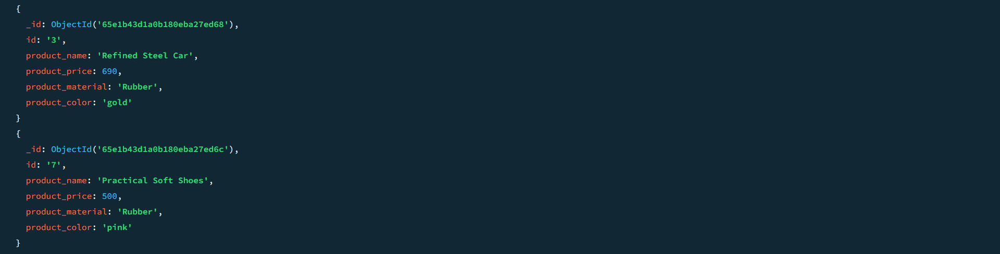 {
_id: ObjectId('65e1b43d1a0b180eba27ed68'),
id: '3',
product_name: 'Refined Steel Car',
product_price: 690,
product_material: 'Rubber',
product_color: 'gold'
}
{
_id: ObjectId('65e1b43d1a0b180eba27ed6c'),
id: '7',
product_name: 'Practical Soft Shoes',
product_price: 500,
product_material: 'Rubber',
product_color: 'pink'
}